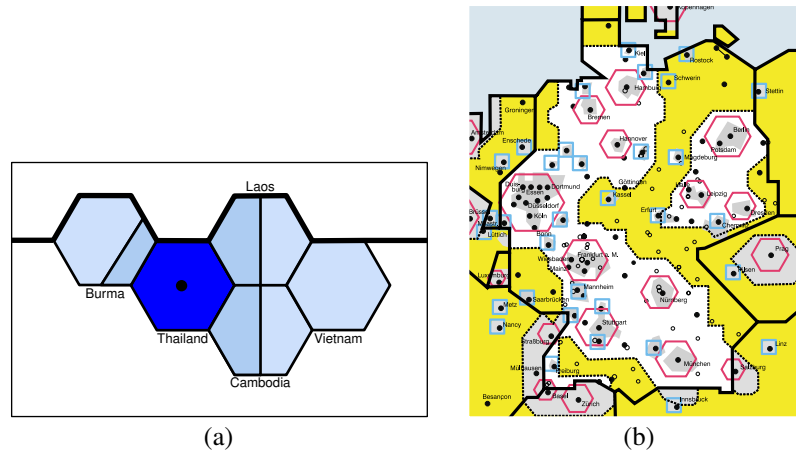 Laos
Burma
Thailand
Vietnam
Cambodia
(a)
Kiel
Rostock
Hamburg
Schwerin
Stettin
Groningen
Bremen
Enschede
Hannover
Berlin
Potsdam
Nimwegen
Magdeburg
Göttingen
Essen
Dortmund
Düsseldorf
Kassel
Leipzig
Köln
Erfurt
Dresden
Lüttich
Bonn
Prag
Wiesbaden
Frankfurt a. M.
Mainz
Pilsen
Luxemburg
Mannheim
Metz
Saarbrücken
Nürnberg
Nancy
Stuttgart
Straßburg
Linz
München
Mülhausen
Freiburg
Salzburg
Besançon
Basel
Zürich
Innsbruck
(b)